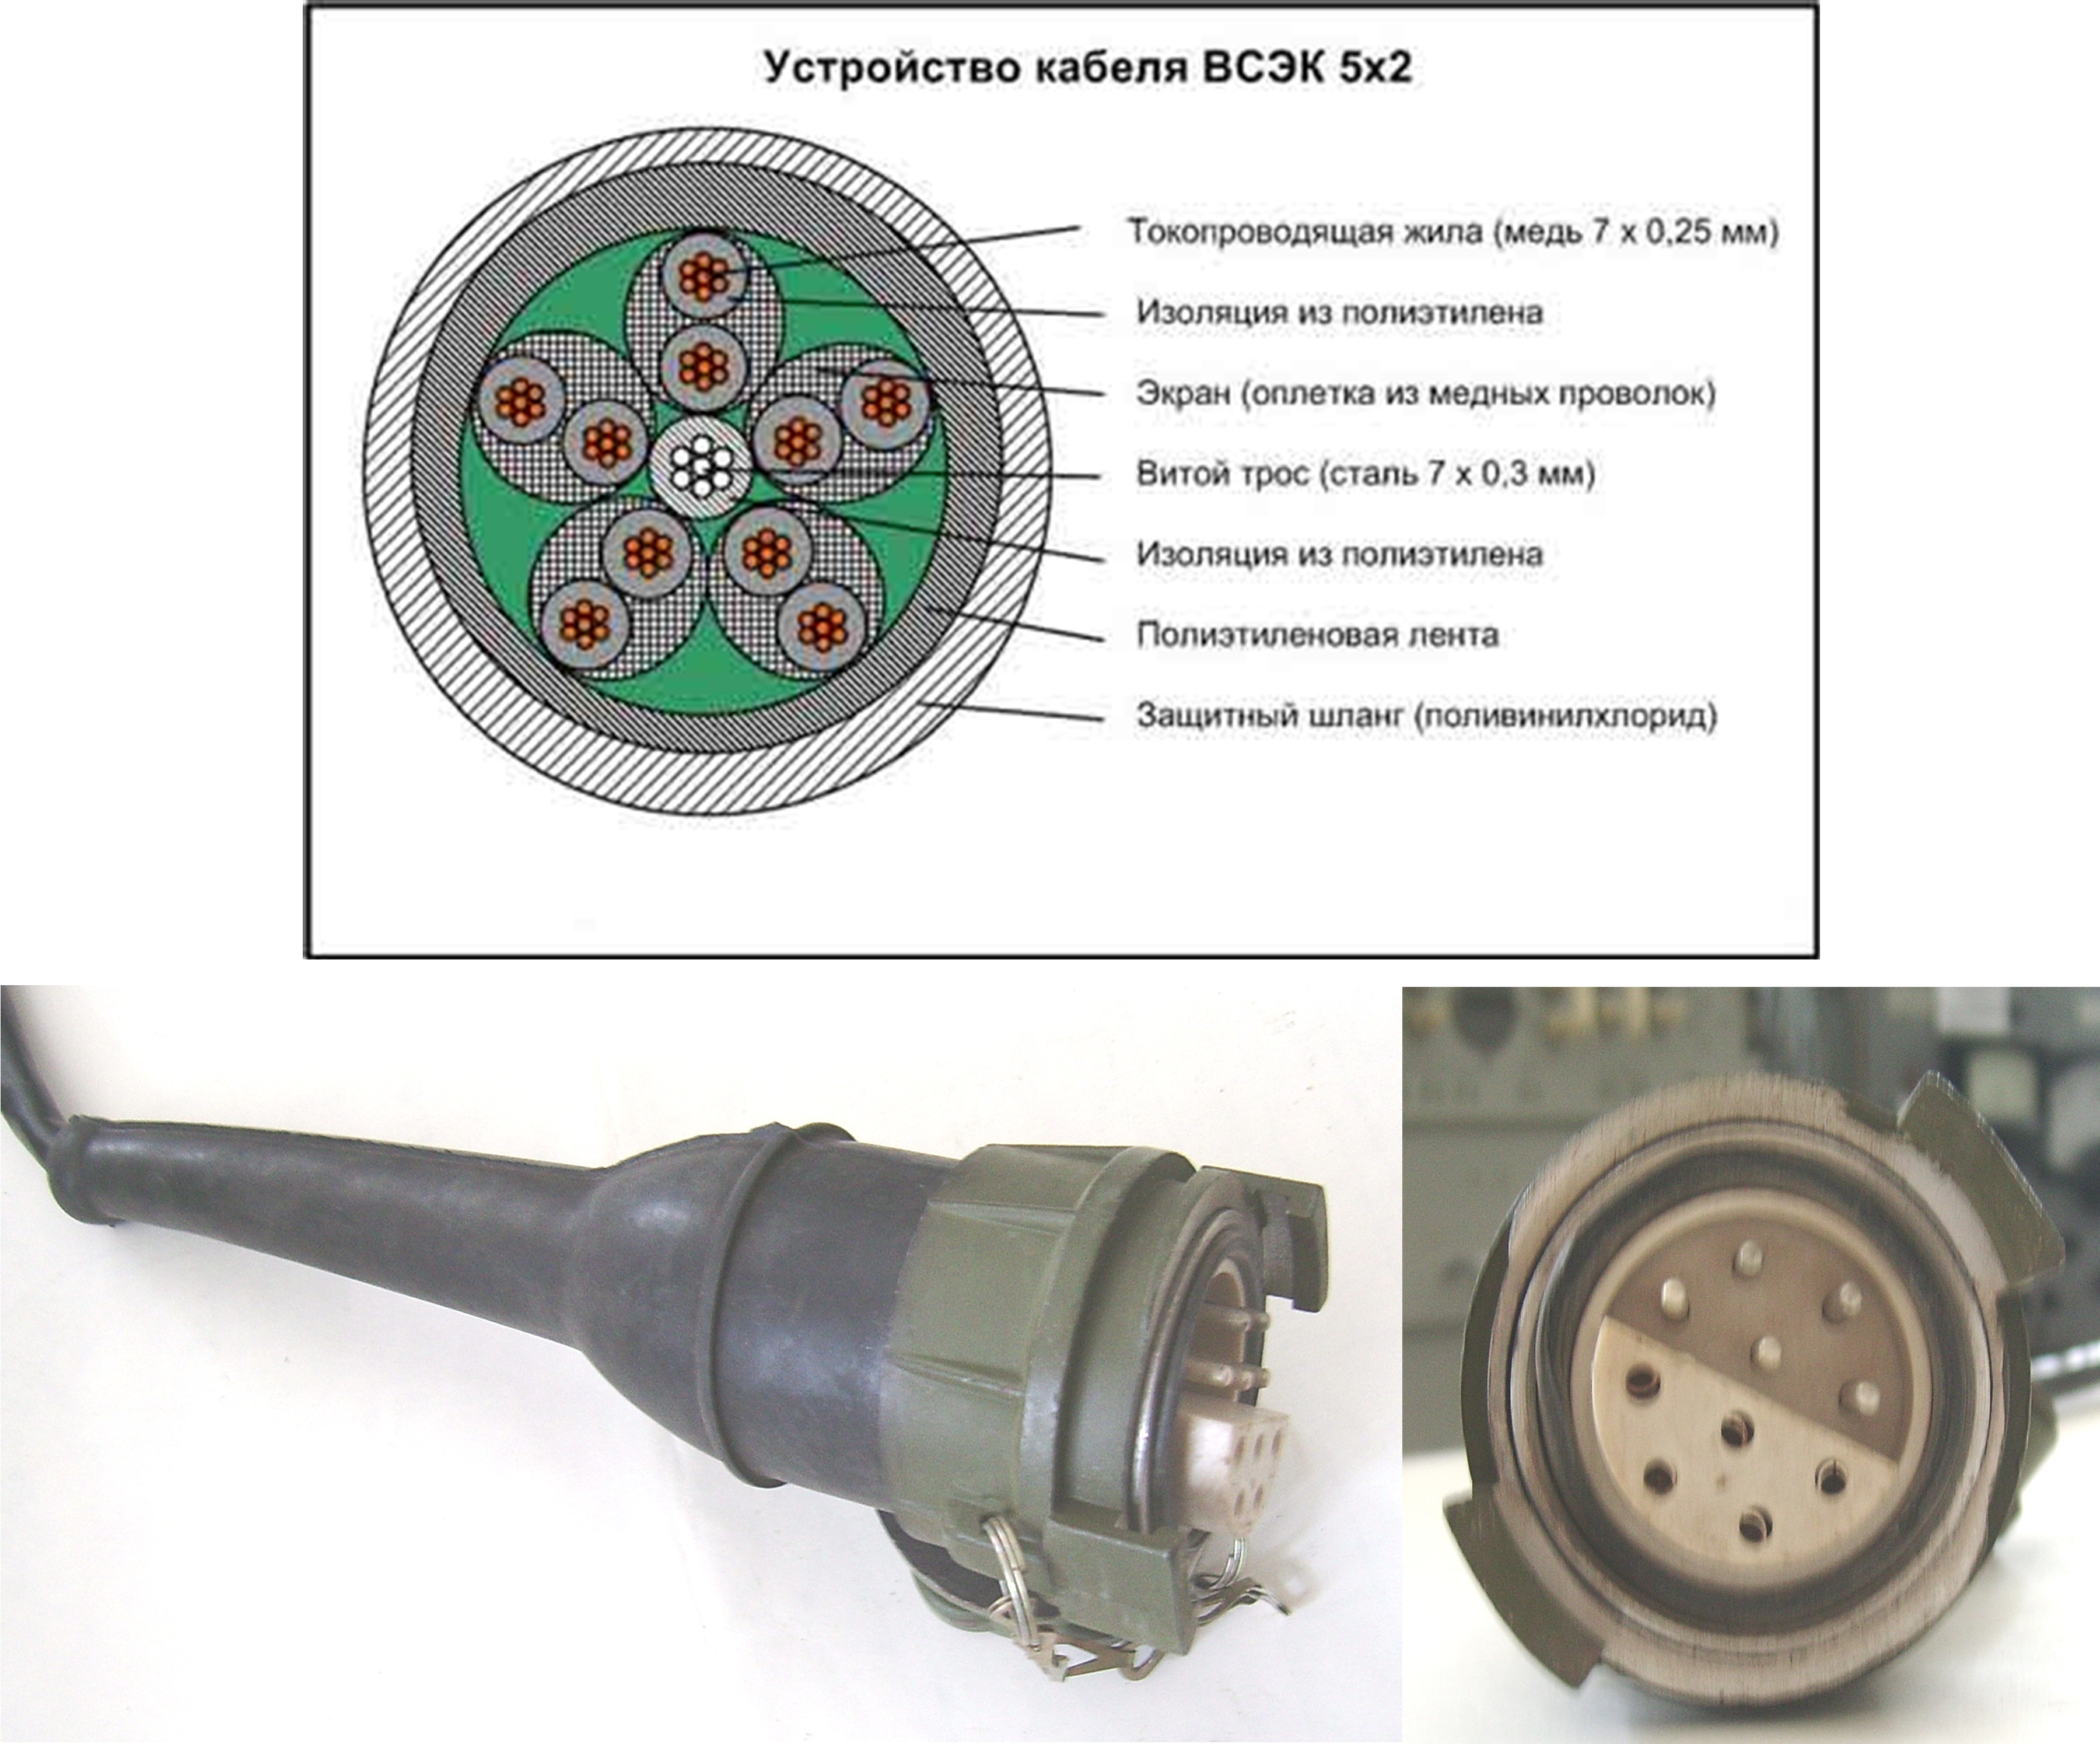 Устройство кабеля ВСЭК 5х2
Токопроводящая жила (медь 7 х 0,25 мм)
Изоляция из полиэтилена
Экран (оплетка из медных проволок)
Витой трос (сталь 7 х 0,3 мм)
Изоляция из полиэтилена
Полиэтиленовая лента
Защитный шланг (поливинилхлорид)